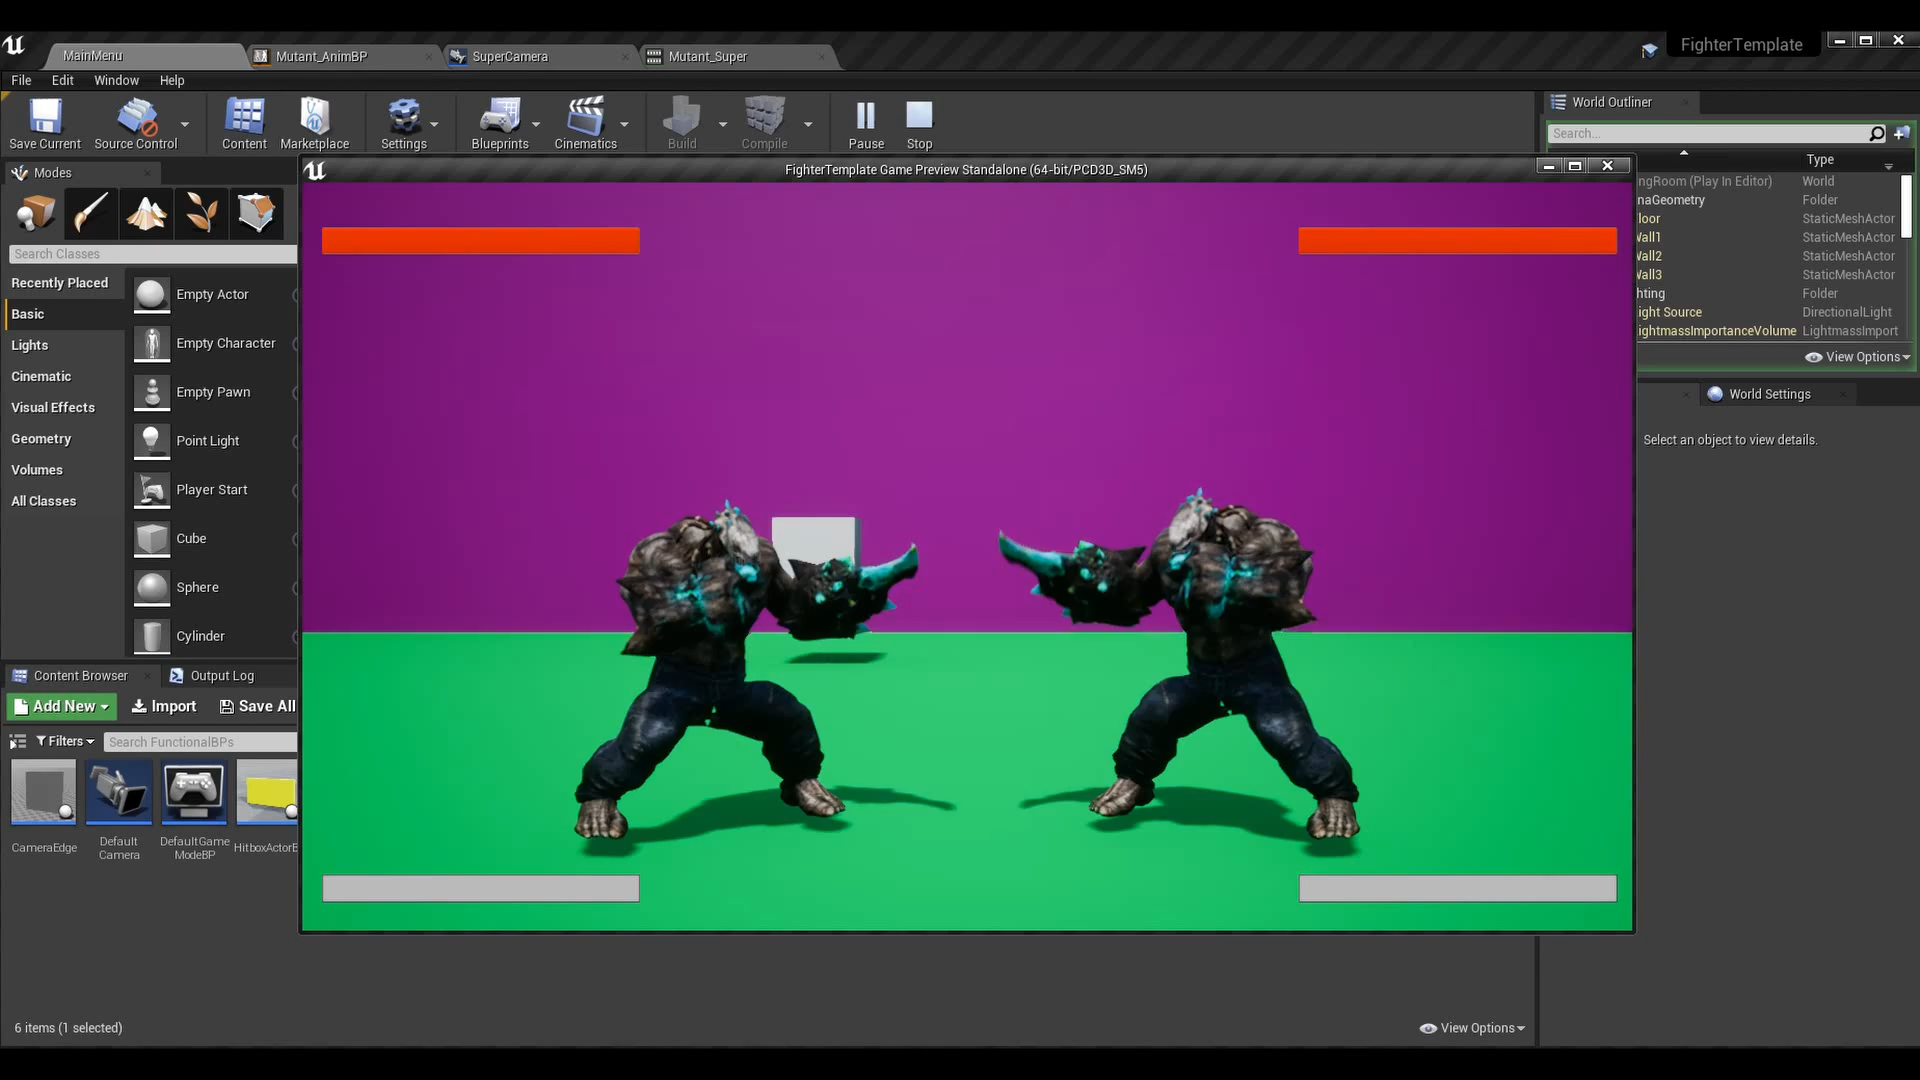 FighterTemplate
MainMenu
Mutant_AnimBP
SuperCamera
Mutant_Super
File Edit Window Help
Save Current
Source Control
Content
Marketplace
Settings
Blueprints
Cinematics
Build
Compile
Pause
Stop
World Outliner
Search...
Type
ngRoom (Play In Editor) World
naGeometry Folder
loor StaticMeshActor
Wall1 StaticMeshActor
Wall2 StaticMeshActor
Wall3 StaticMeshActor
hting Folder
ight Source DirectionalLight
ightmassImportanceVolume LightmassImport
View Options
World Settings
Select an object to view details.
Modes
Search Classes
Recently Placed
Basic
Lights
Cinematic
Visual Effects
Geometry
Volumes
All Classes
Empty Actor
Empty Character
Empty Pawn
Point Light
Player Start
Cube
Sphere
Cylinder
FighterTemplate Game Preview Standalone (64-bit/PCD3D_SM5)
Content Browser
Output Log
Add New
Import
Save All
Filters
Search FunctionalBPs
CameraEdge
Default
Camera
DefaultGame
ModeBP
HitboxActorB
6 items (1 selected)
View Options